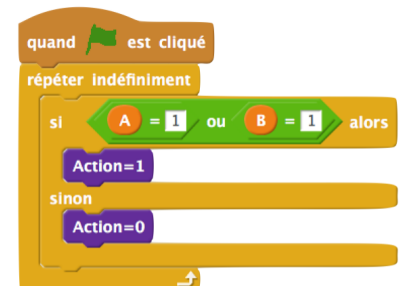 quand est cliqué
répéter indéfiniment
si A = 1 ou B = 1 alors
Action=1
sinon
Action=0